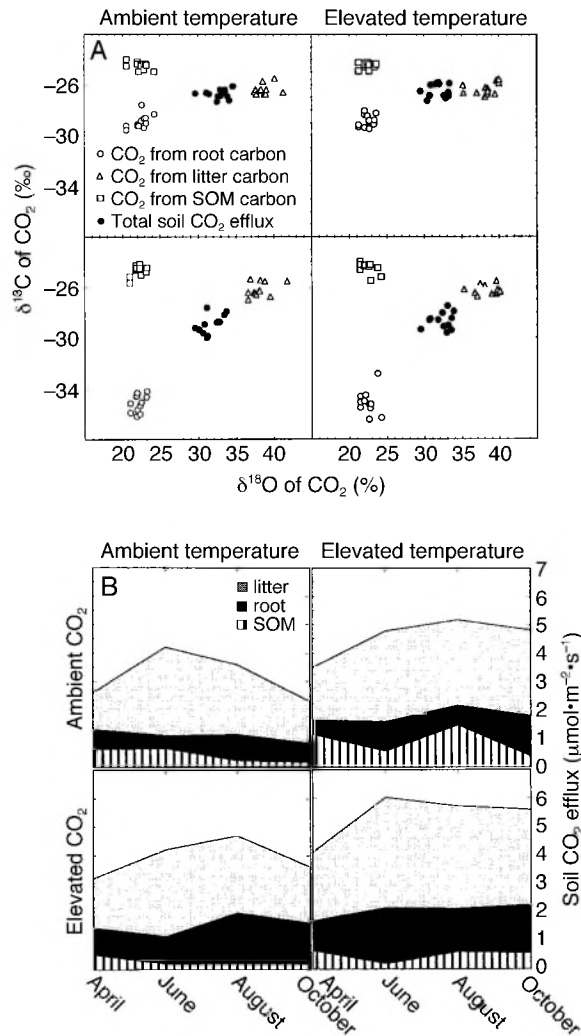 Ambient temperature Elevated temperature
A
−26
−29
−34
○ CO₂ from root carbon
△ CO₂ from litter carbon
□ CO₂ from SOM carbon
● Total soil CO₂ efflux
δ¹³C of CO₂ (‰)
−26
−30
−34
20 25 30 35 40 20 25 30 35 40
δ¹⁸O of CO₂ (%)
Ambient temperature Elevated temperature
B
litter
root
SOM
Ambient CO₂
7
6
5
4
3
2
1
0
Elevated CO₂
6
5
4
3
2
1
0
Soil CO₂ efflux (μmol•m⁻²•s⁻¹)
April June August October April June August October